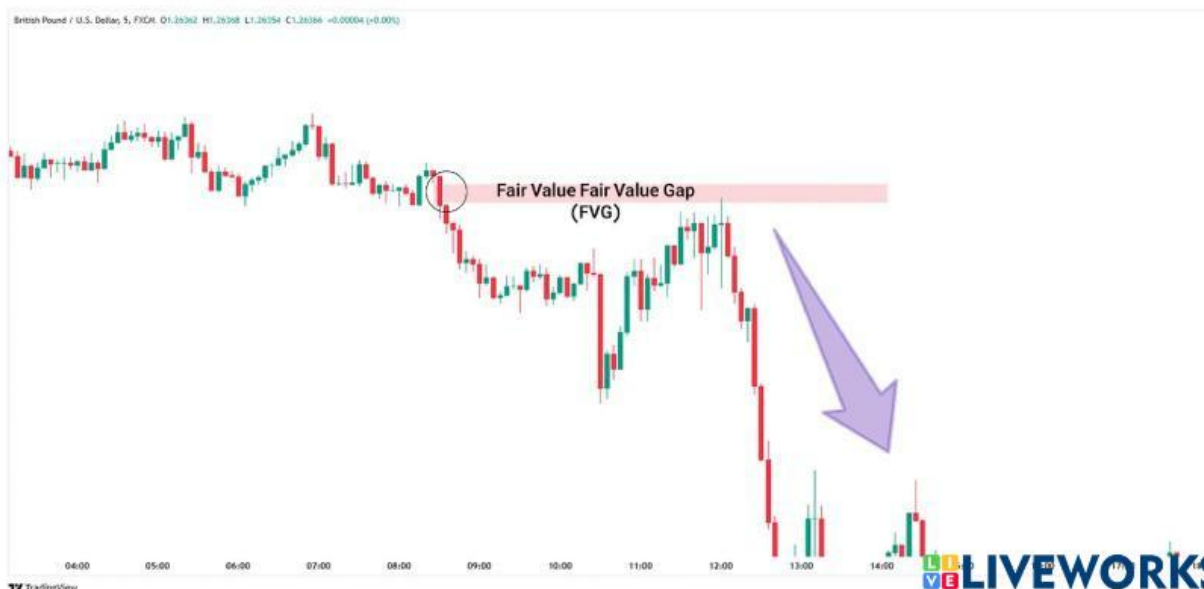 British Pound / U.S. Dollar, 5, FXCM O1.26362 H1.26368 L1.26354 C1.26366 +0.00004 (+0.00%)
Fair Value Fair Value Gap
(FVG)
04:00 05:00 06:00 07:00 08:00 09:00 10:00 11:00 12:00 13:00 14:00
TradingView
LIVE LIVEWORKS